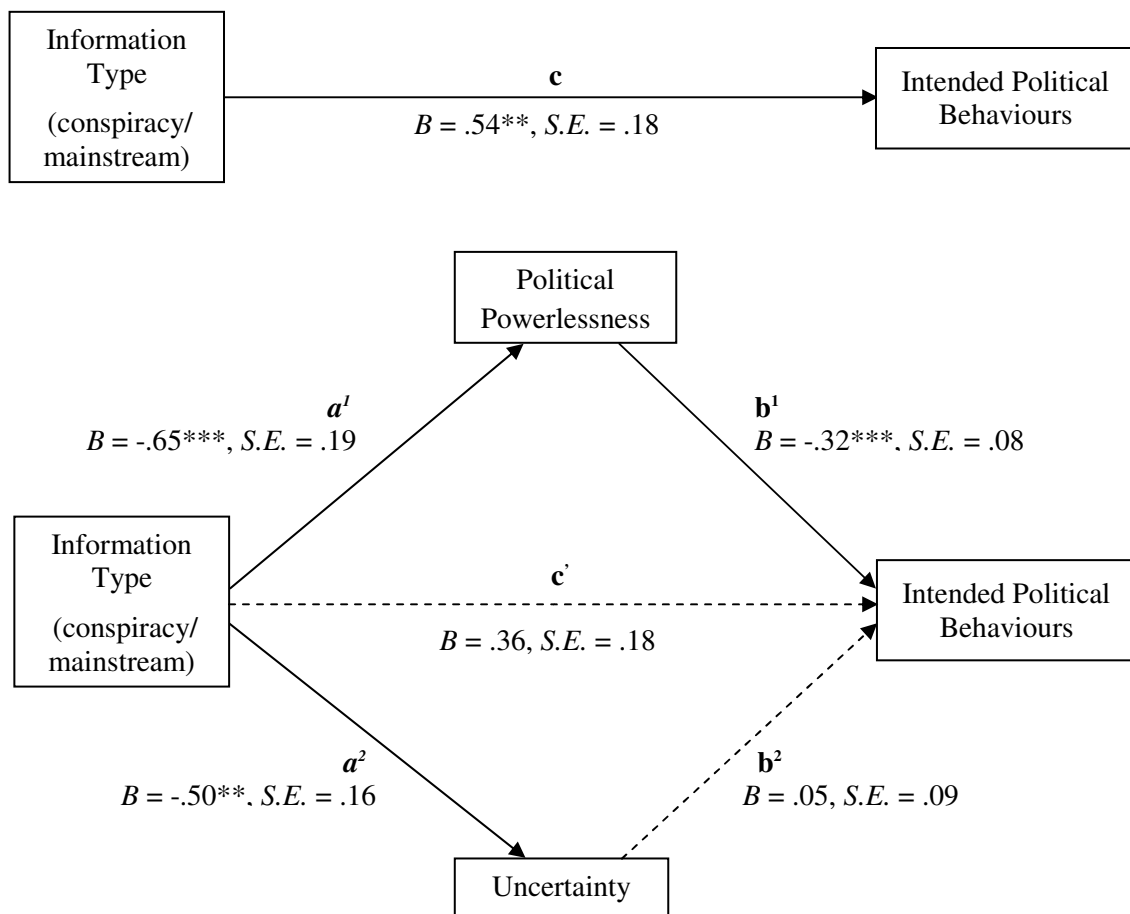 Information
Type
(conspiracy/
mainstream)
c
B = .54**, S.E. = .18
Intended Political
Behaviours
Political
Powerlessness
a¹
B = -.65***, S.E. = .19
b¹
B = -.32***, S.E. = .08
Information
Type
(conspiracy/
mainstream)
c’
B = .36, S.E. = .18
Intended Political
Behaviours
a²
B = -.50**, S.E. = .16
b²
B = .05, S.E. = .09
Uncertainty